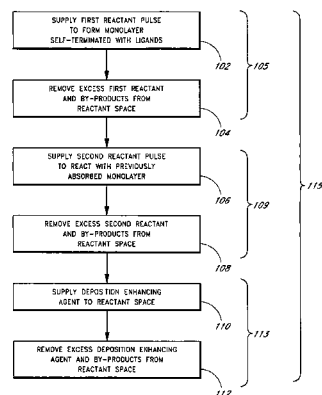 SUPPLY FIRST REACTANT PULSE
TO FORM MONOLAYER
SELF-TERMINATED WITH LIGANDS
102
105
REMOVE EXCESS FIRST REACTANT
AND BY-PRODUCTS FROM
REACTANT SPACE
104
115
SUPPLY SECOND REACTANT PULSE
TO REACT WITH PREVIOUSLY
ABSORBED MONOLAYER
106
109
REMOVE EXCESS SECOND REACTANT
AND BY-PRODUCTS FROM
REACTANT SPACE
108
SUPPLY DEPOSITION ENHANCING
AGENT TO REACTANT SPACE
110
113
REMOVE EXCESS DEPOSITION ENHANCING
AGENT AND BY-PRODUCTS FROM
REACTANT SPACE
112